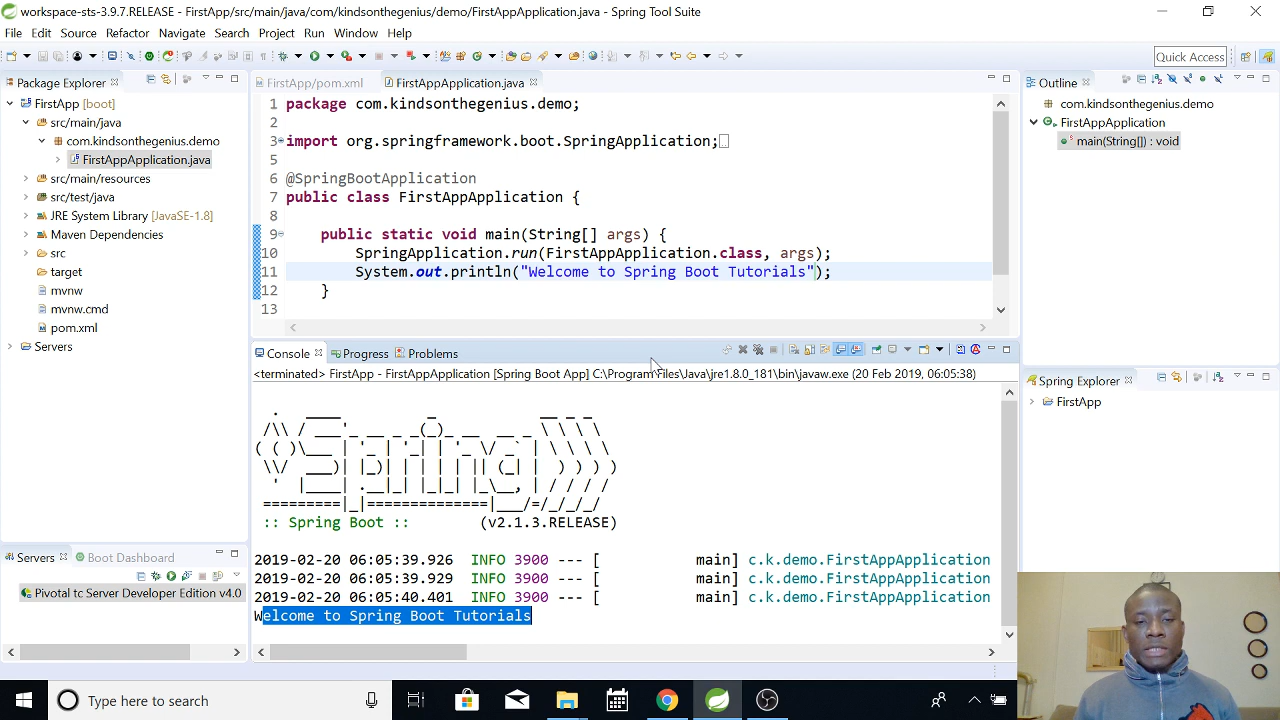 workspace-sts-3.9.7.RELEASE - FirstApp/src/main/java/com/kindsonthegenius/demo/FirstAppApplication.java - Spring Tool Suite
File Edit Source Refactor Navigate Search Project Run Window Help
Quick Access
Package Explorer
FirstApp [boot]
src/main/java
com.kindsonthegenius.demo
FirstAppApplication.java
src/main/resources
src/test/java
JRE System Library [JavaSE-1.8]
Maven Dependencies
src
target
mvnw
mvnw.cmd
pom.xml
Servers
FirstApp/pom.xml FirstAppApplication.java
1 package com.kindsonthegenius.demo;
2
3 import org.springframework.boot.SpringApplication;
5
6 @SpringBootApplication
7 public class FirstAppApplication {
8
9 public static void main(String[] args) {
10 SpringApplication.run(FirstAppApplication.class, args);
11 System.out.println("Welcome to Spring Boot Tutorials");
12 }
13
Outline
com.kindsonthegenius.demo
FirstAppApplication
main(String[]) : void
Console Progress Problems
<terminated> FirstApp - FirstAppApplication [Spring Boot App] C:\Program Files\Java\jre1.8.0_181\bin\javaw.exe (20 Feb 2019, 06:05:38)
:: Spring Boot :: (v2.1.3.RELEASE)
2019-02-20 06:05:39.926 INFO 3900 --- [ main] c.k.demo.FirstAppApplication
2019-02-20 06:05:39.929 INFO 3900 --- [ main] c.k.demo.FirstAppApplication
2019-02-20 06:05:40.401 INFO 3900 --- [ main] c.k.demo.FirstAppApplication
Welcome to Spring Boot Tutorials
Spring Explorer
FirstApp
Servers Boot Dashboard
Pivotal tc Server Developer Edition v4.0
Type here to search